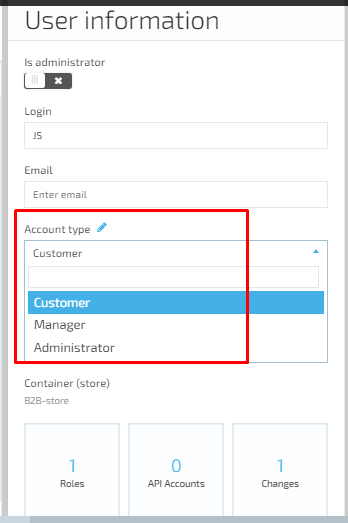 User information
Is administrator
Login
JS
Email
Enter email
Account type
Customer
Customer
Manager
Administrator
Container (store)
B2B-store
1 0 1
Roles API Accounts Changes